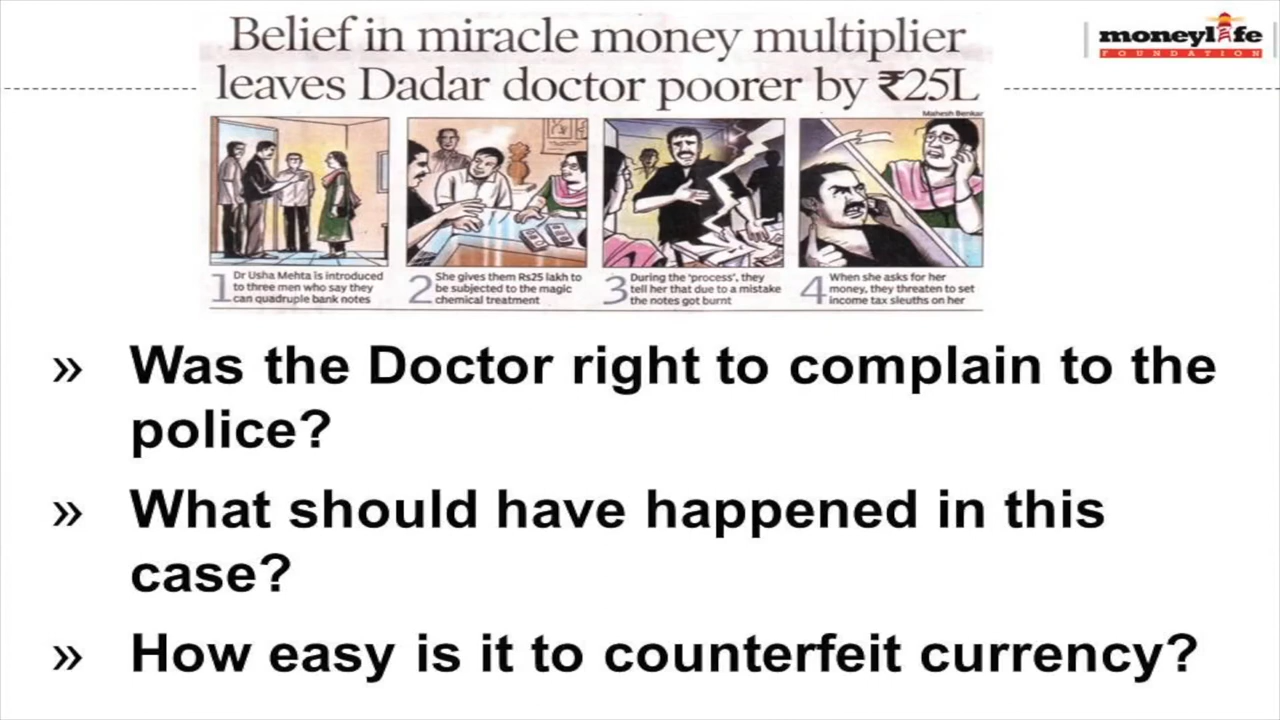 Belief in miracle money multiplier
leaves Dadar doctor poorer by ₹25L
moneylife
FOUNDATION
Mahesh Benkar
1 Dr Usha Mehta is introduced
to three men who say they
can quadruple bank notes
2 She gives them Rs25 lakh to
be subjected to the magic
chemical treatment
3 During the 'process', they
tell her that due to a mistake
the notes got burnt
4 When she asks for her
money, they threaten to set
income tax sleuths on her
» Was the Doctor right to complain to the
police?
» What should have happened in this
case?
» How easy is it to counterfeit currency?